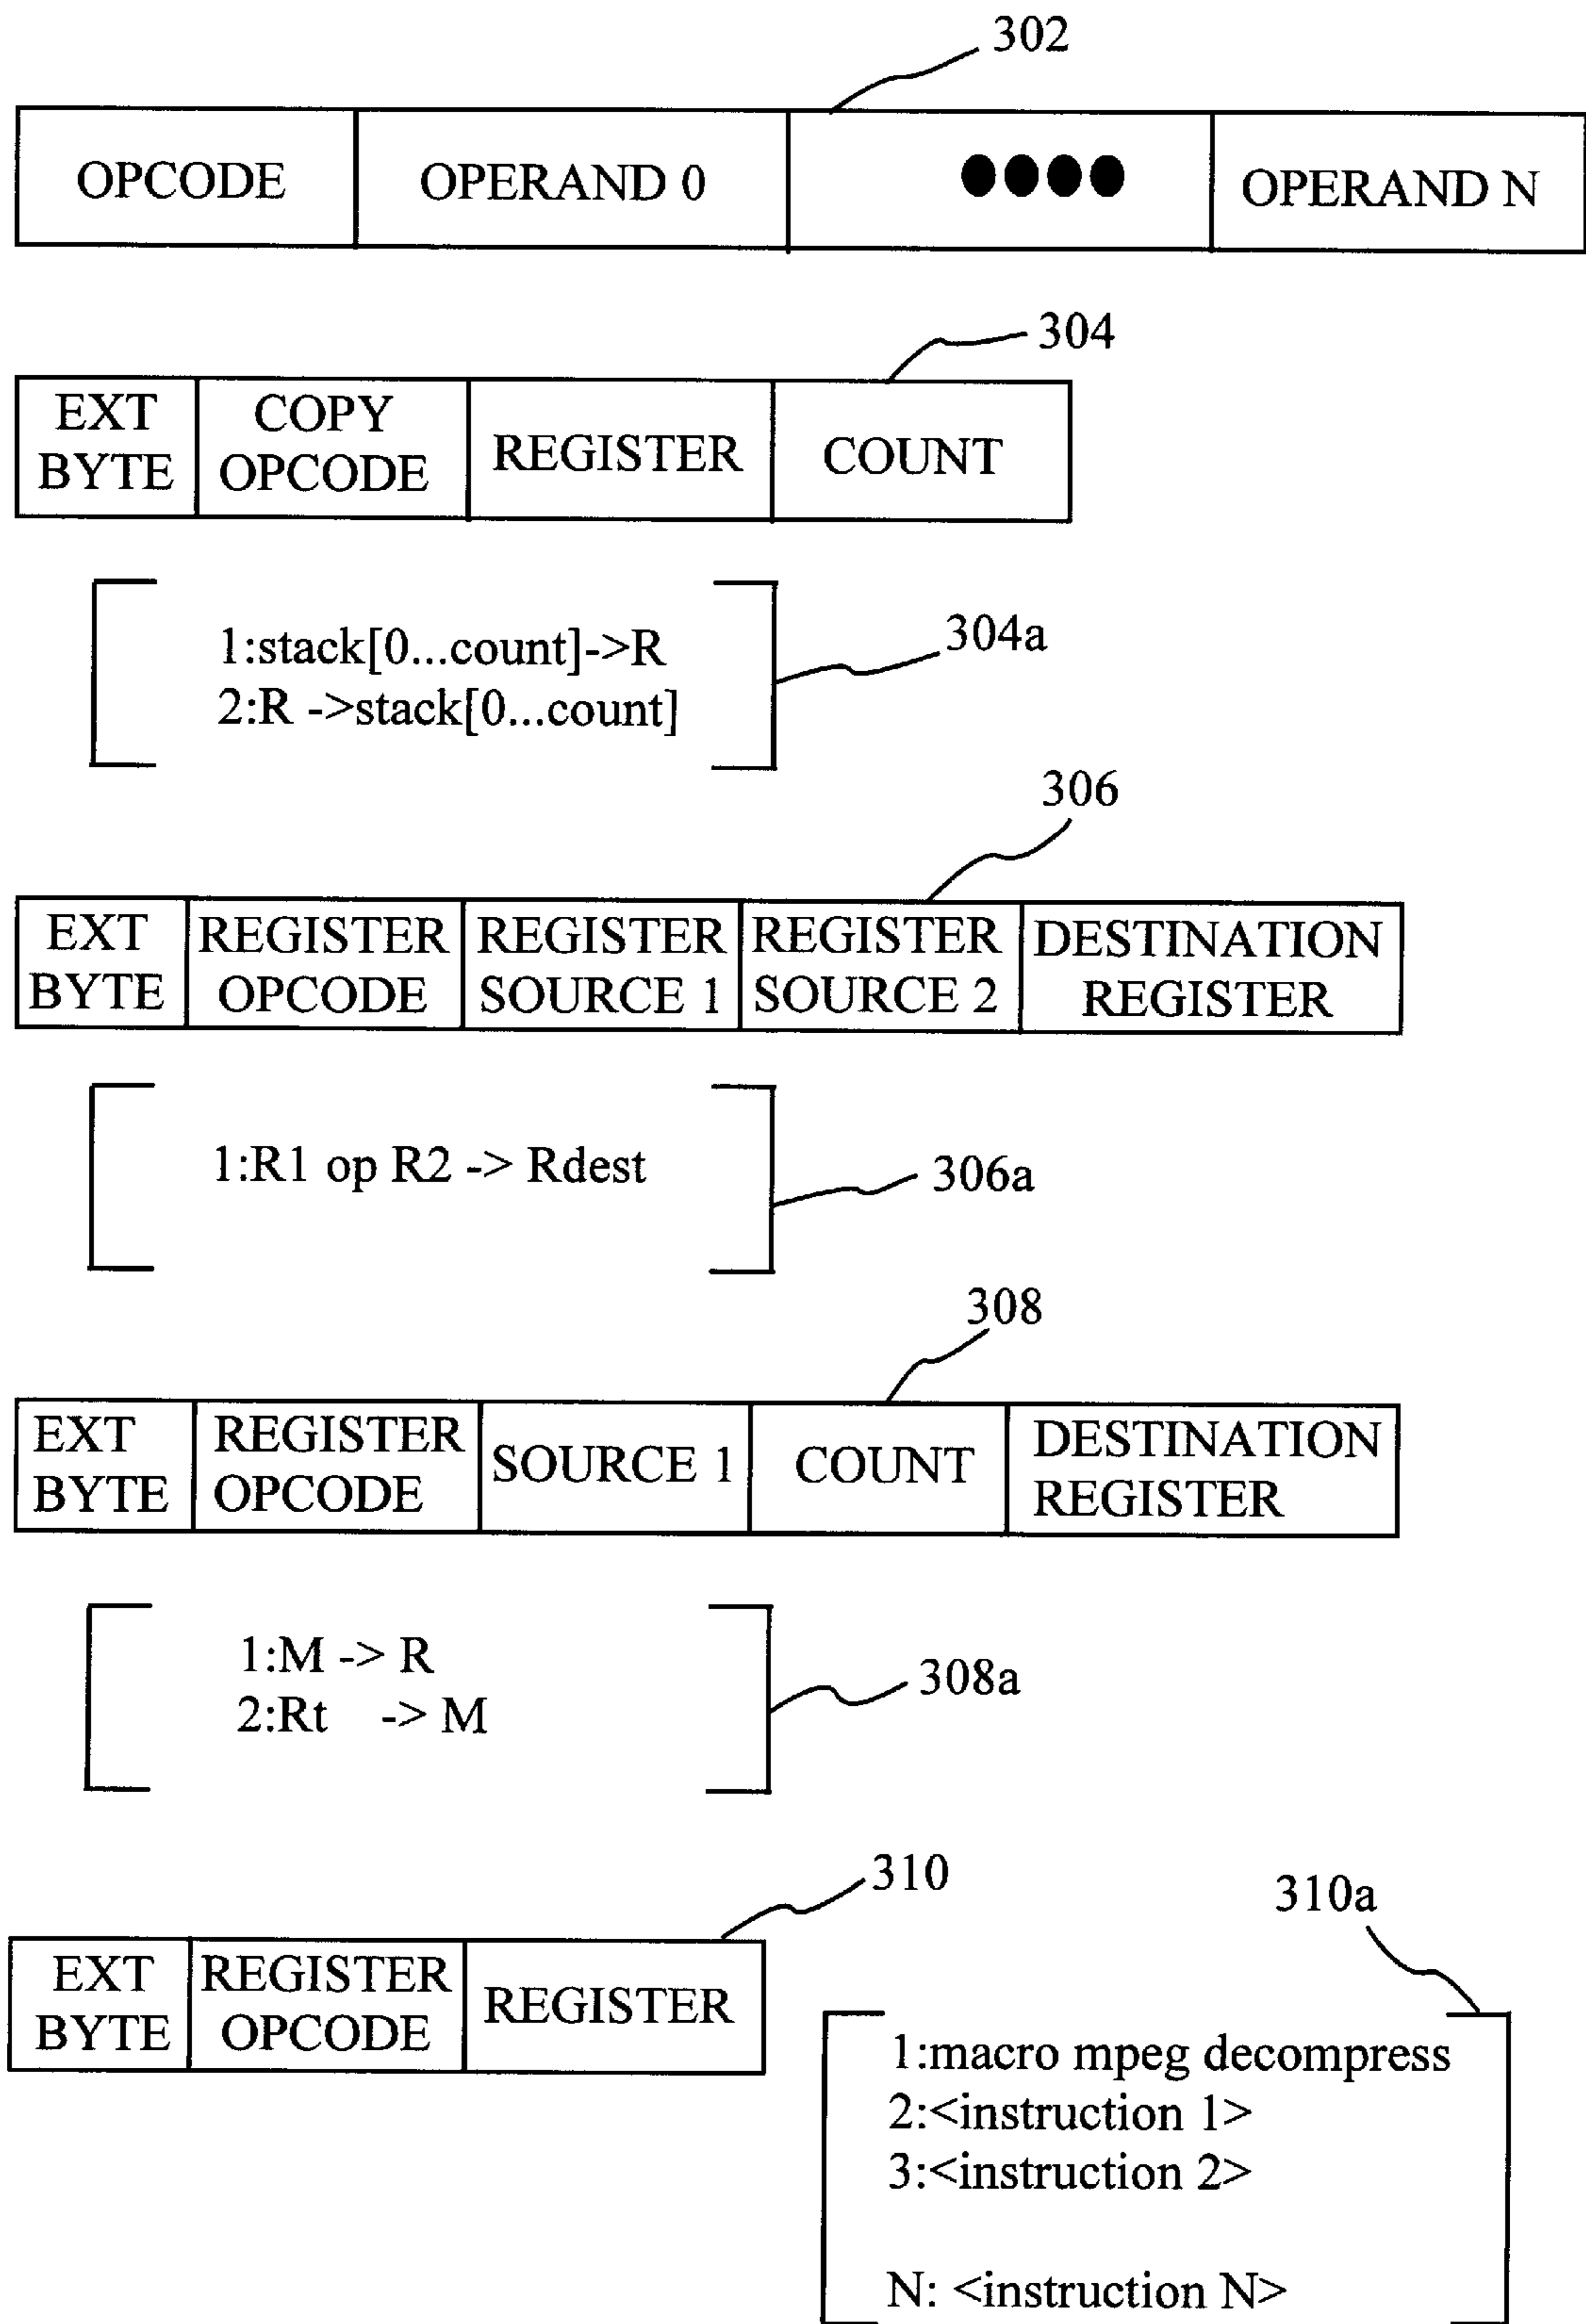 302
OPCODE OPERAND 0 ●●●● OPERAND N
304
EXT BYTE
COPY OPCODE
REGISTER
COUNT
1:stack[0...count]->R
2:R ->stack[0...count]
304a
306
EXT BYTE
REGISTER OPCODE
REGISTER SOURCE 1
REGISTER SOURCE 2
DESTINATION REGISTER
1:R1 op R2 -> Rdest
306a
308
EXT BYTE
REGISTER OPCODE
SOURCE 1
COUNT
DESTINATION REGISTER
1:M -> R
2:Rt -> M
308a
310
EXT BYTE
REGISTER OPCODE
REGISTER
310a
1:macro mpeg decompress
2:<instruction 1>
3:<instruction 2>
N: <instruction N>